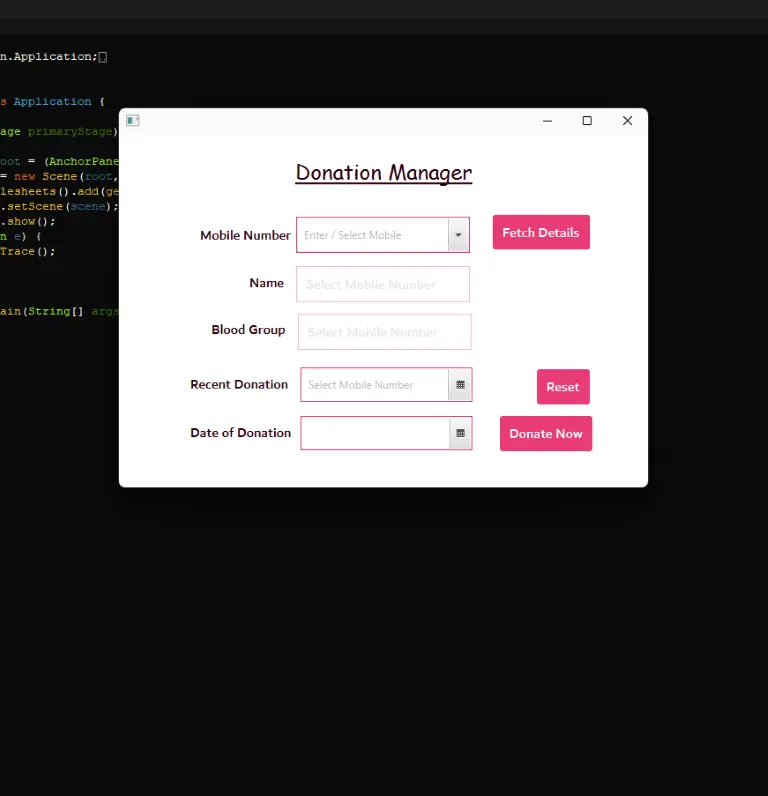 n.Application;
s Application {
age primaryStage)
oot = (AnchorPane
= new Scene(root,
lesheets().add(ge
.setScene(scene);
.show();
n e) {
Trace();
ain(String[] args
Donation Manager
Mobile Number
Enter / Select Mobile
Fetch Details
Name
Select Mobile Number
Blood Group
Select Mobile Number
Recent Donation
Select Mobile Number
Reset
Date of Donation
Donate Now